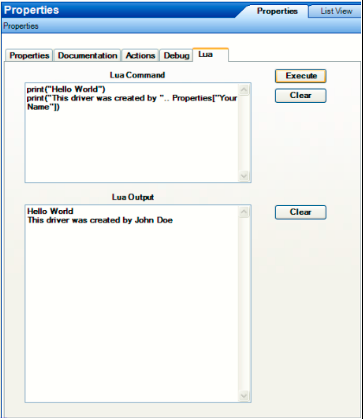 Properties Properties List View
Properties
Properties Documentation Actions Debug Lua
Lua Command
Execute
print("Hello World")
Clear
print("This driver was created by ".. Properties["Your
Name"])
Lua Output
Hello World
Clear
This driver was created by John Doe